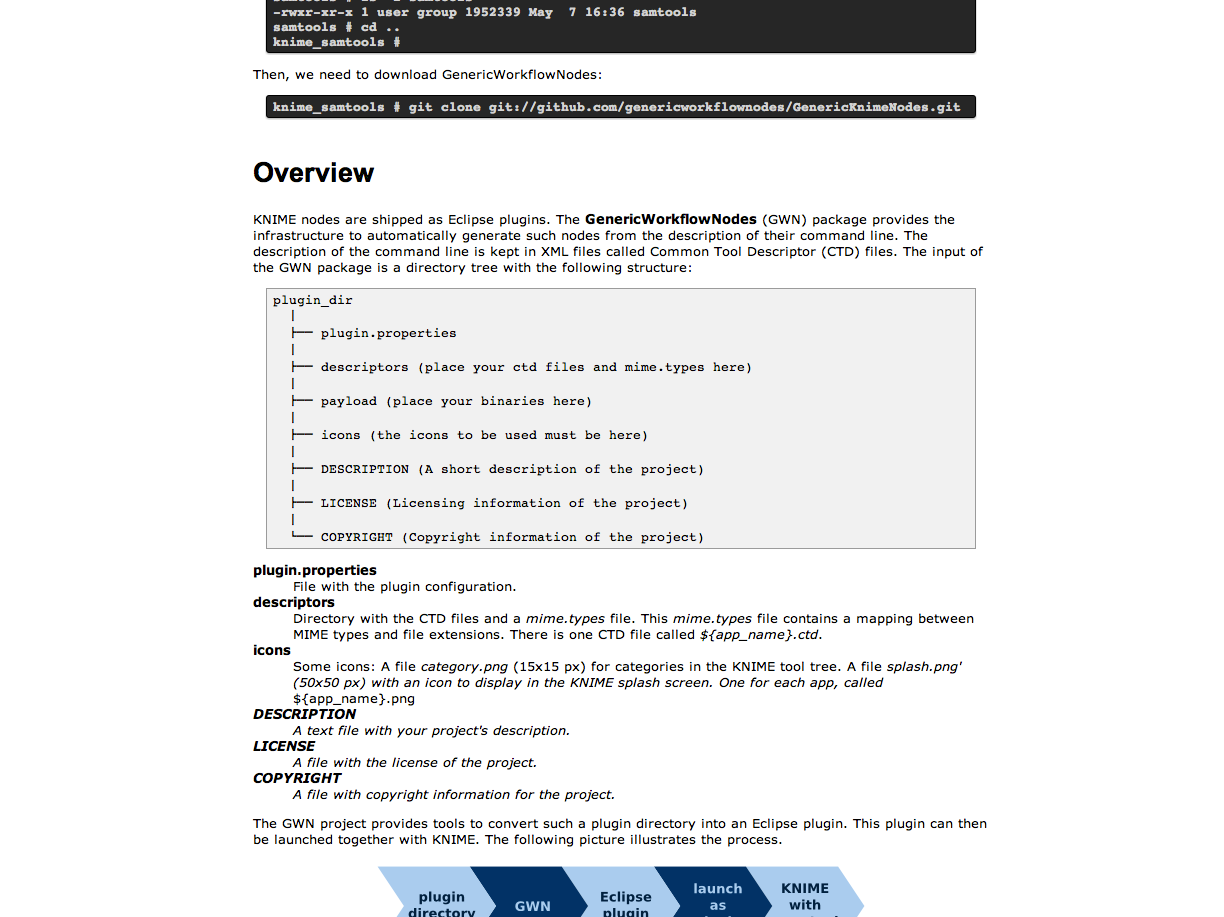 -rwxr-xr-x 1 user group 1952339 May  7 16:36 samtools
samtools # cd ..
knime_samtools #
Then, we need to download GenericWorkflowNodes:
knime_samtools # git clone git://github.com/genericworkflownodes/GenericKnimeNodes.git
Overview
KNIME nodes are shipped as Eclipse plugins. The GenericWorkflowNodes (GWN) package provides the
infrastructure to automatically generate such nodes from the description of their command line. The
description of the command line is kept in XML files called Common Tool Descriptor (CTD) files. The input of
the GWN package is a directory tree with the following structure:
plugin_dir
|
├── plugin.properties
|
├── descriptors (place your ctd files and mime.types here)
|
├── payload (place your binaries here)
|
├── icons (the icons to be used must be here)
|
├── DESCRIPTION (A short description of the project)
|
├── LICENSE (Licensing information of the project)
|
└── COPYRIGHT (Copyright information of the project)
plugin.properties
File with the plugin configuration.
descriptors
Directory with the CTD files and a mime.types file. This mime.types file contains a mapping between
MIME types and file extensions. There is one CTD file called ${app_name}.ctd.
icons
Some icons: A file category.png (15x15 px) for categories in the KNIME tool tree. A file splash.png'
(50x50 px) with an icon to display in the KNIME splash screen. One for each app, called
${app_name}.png
DESCRIPTION
A text file with your project's description.
LICENSE
A file with the license of the project.
COPYRIGHT
A file with copyright information for the project.
The GWN project provides tools to convert such a plugin directory into an Eclipse plugin. This plugin can then
be launched together with KNIME. The following picture illustrates the process.
plugin
directory
GWN
Eclipse
plugin
launch
as
KNIME
with